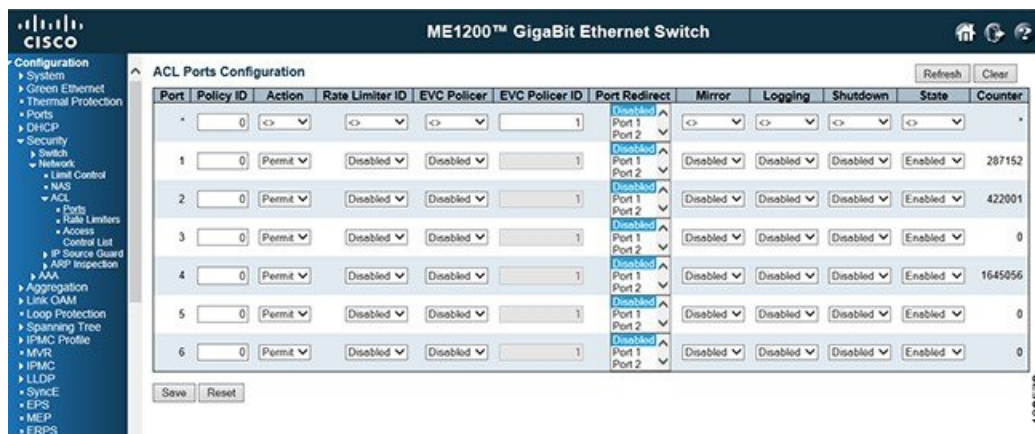 CISCO
ME1200™ GigaBit Ethernet Switch
Configuration
System
Green Ethernet
Thermal Protection
Ports
DHCP
Security
Switch
Network
Limit Control
NAS
ACL
Ports
Rate Limiters
Access
Control List
IP Source Guard
ARP Inspection
AAA
Aggregation
Link OAM
Loop Protection
Spanning Tree
IPMC Profile
MVR
IPMC
LLDP
SyncE
EPS
MEP
ERPS
ACL Ports Configuration
Refresh Clear
Port Policy ID Action Rate Limiter ID EVC Policer EVC Policer ID Port Redirect Mirror Logging Shutdown State Counter
* 0 <> <> <> 1 Disabled <> <> <> <> *
Port 1
Port 2
1 0 Permit Disabled Disabled 1 Disabled Disabled Disabled Disabled Enabled 287152
Port 1
Port 2
2 0 Permit Disabled Disabled 1 Disabled Disabled Disabled Disabled Enabled 422001
Port 1
Port 2
3 0 Permit Disabled Disabled 1 Disabled Disabled Disabled Disabled Enabled 0
Port 1
Port 2
4 0 Permit Disabled Disabled 1 Disabled Disabled Disabled Disabled Enabled 1645056
Port 1
Port 2
5 0 Permit Disabled Disabled 1 Disabled Disabled Disabled Disabled Enabled 0
Port 1
Port 2
6 0 Permit Disabled Disabled 1 Disabled Disabled Disabled Disabled Enabled 0
Port 1
Port 2
Save Reset